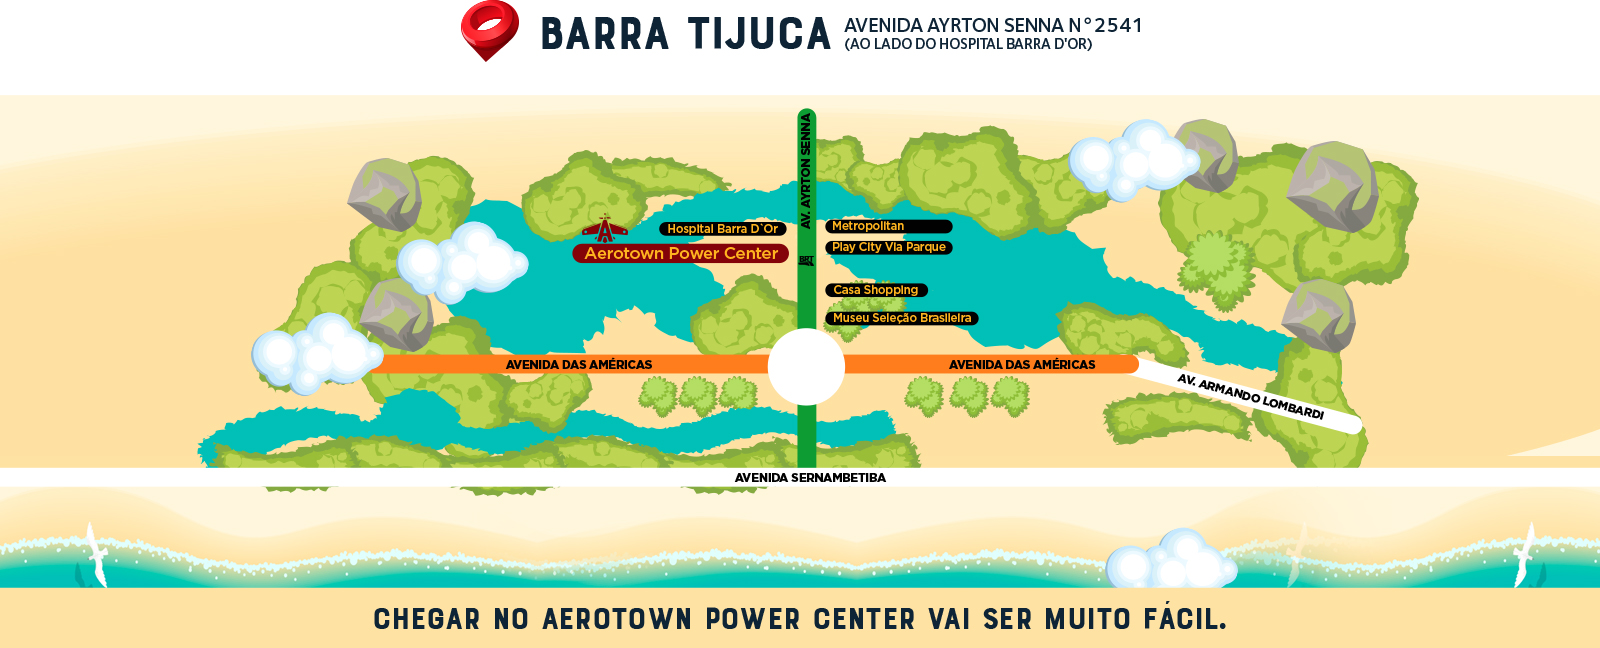 BARRA TIJUCA
AVENIDA AYRTON SENNA N°2541
(AO LADO DO HOSPITAL BARRA D'OR)
AV. AYRTON SENNA
Hospital Barra D`Or
Metropolitan
Aerotown Power Center
Play City Via Parque
Casa Shopping
Museu Seleção Brasileira
AVENIDA DAS AMÉRICAS
AVENIDA DAS AMÉRICAS
AV. ARMANDO LOMBARDI
AVENIDA SERNAMBETIBA
CHEGAR NO AEROTOWN POWER CENTER VAI SER MUITO FÁCIL.